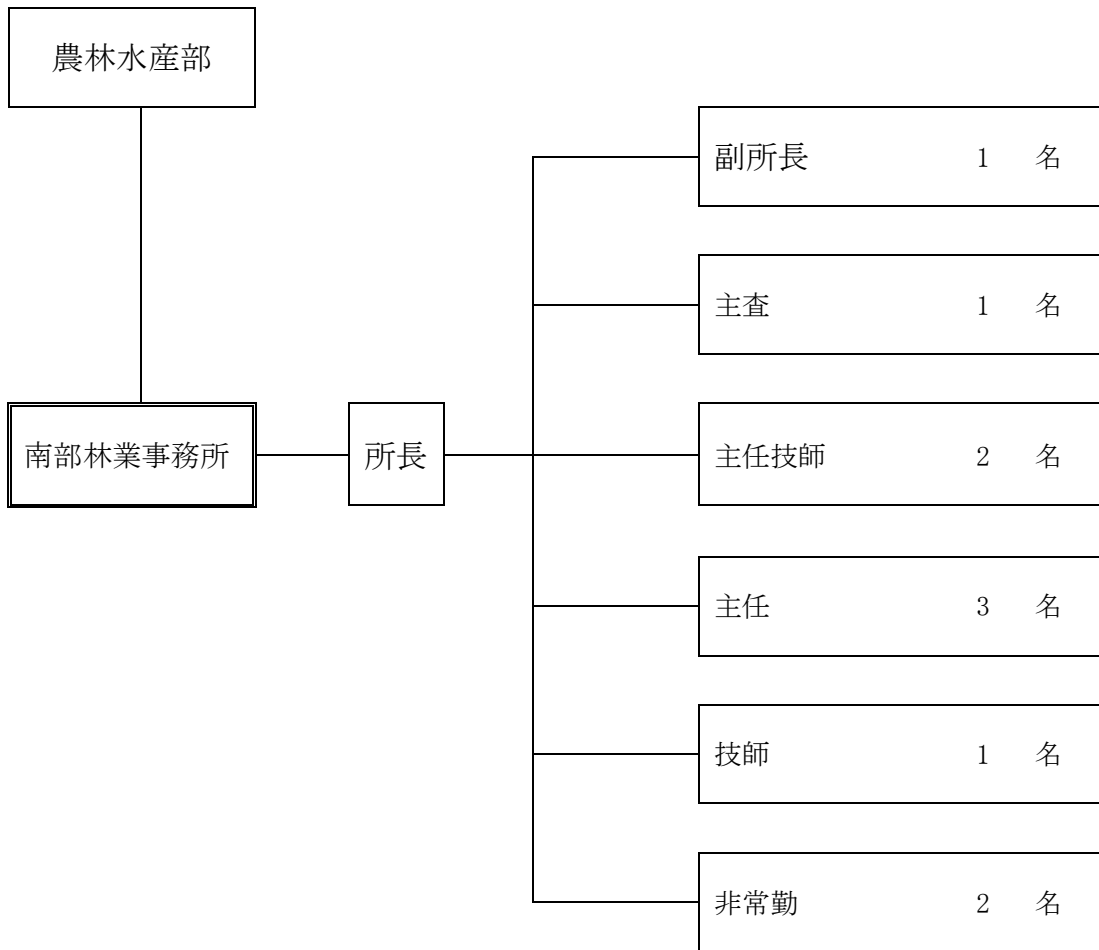 農林水産部
副所長 1 名
主査 1 名
南部林業事務所 所長 主任技師 2 名
主任 3 名
技師 1 名
非常勤 2 名